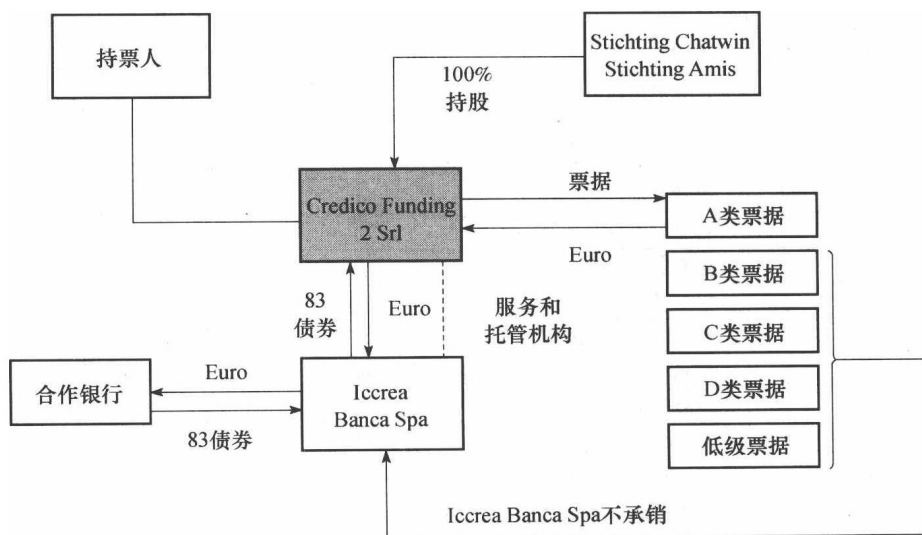 持票人
Stichting Chatwin
Stichting Amis
100%
持股
Credico Funding
2 Srl
票据
A类票据
Euro
B类票据
83
债券
Euro
服务和
托管机构
C类票据
合作银行
Euro
83债券
Iccrea
Banca Spa
D类票据
低级票据
Iccrea Banca Spa不承销